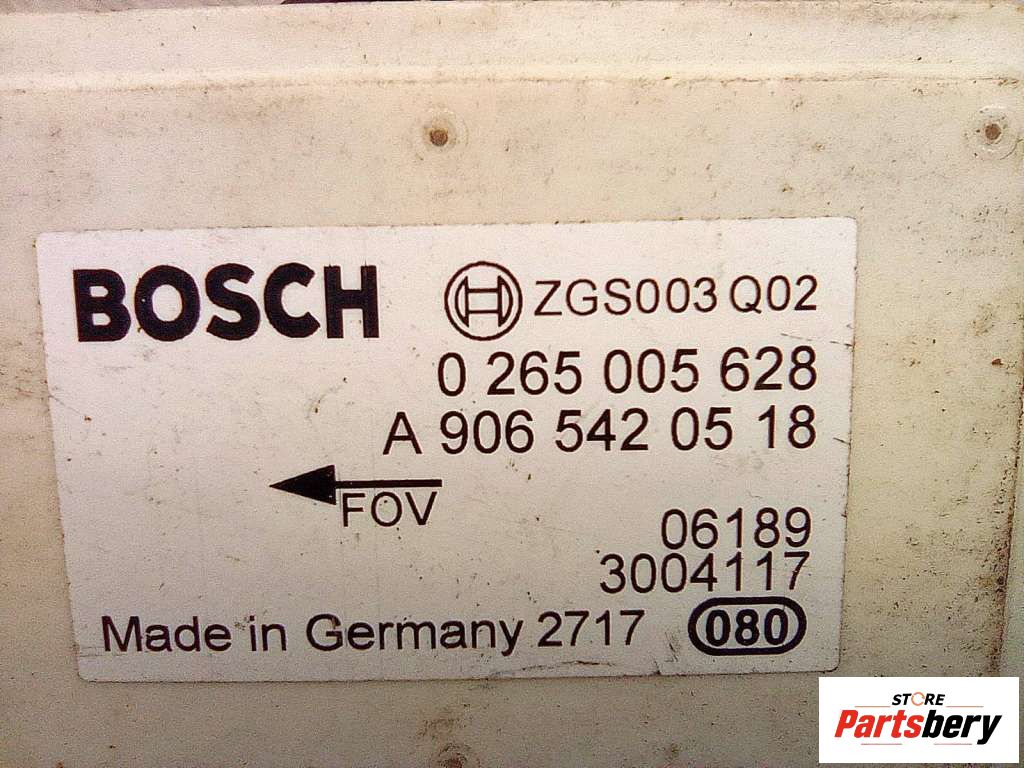 BOSCH ZGS003 Q02
0 265 005 628
A 906 542 05 18
FOV
06189
3004117
Made in Germany 2717 080
STORE
Partsbery